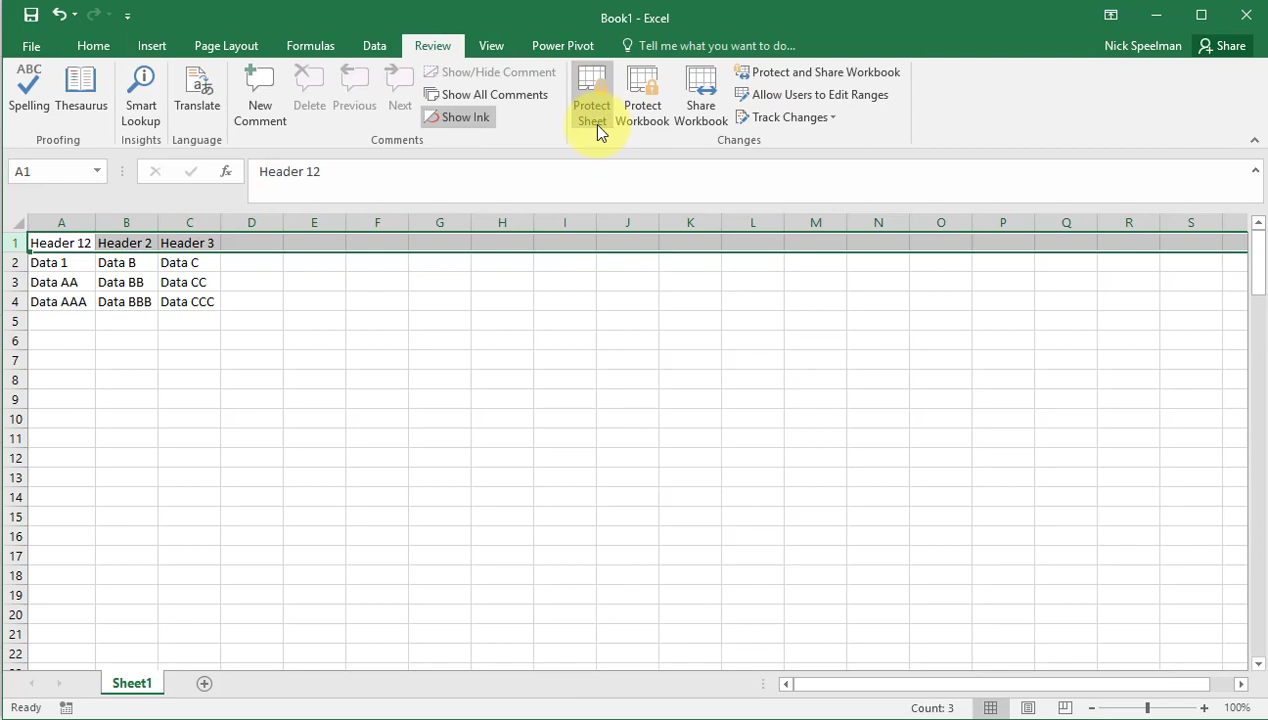 Book1 - Excel
File Home Insert Page Layout Formulas Data Review View Power Pivot Tell me what you want to do... Nick Speelman Share
ABC
Spelling
Thesaurus
Proofing
Smart
Lookup
Insights
Translate
Language
New
Comment
Delete
Previous
Next
Show/Hide Comment
Show All Comments
Show Ink
Comments
Protect
Sheet
Protect
Workbook
Share
Workbook
Protect and Share Workbook
Allow Users to Edit Ranges
Track Changes
Changes
A1 fx Header 12
A B C D E F G H I J K L M N O P Q R S
1 Header 12 Header 2 Header 3
2 Data 1 Data B Data C
3 Data AA Data BB Data CC
4 Data AAA Data BBB Data CCC
5
6
7
8
9
10
11
12
13
14
15
16
17
18
19
20
21
22
Sheet1
Ready Count: 3 100%